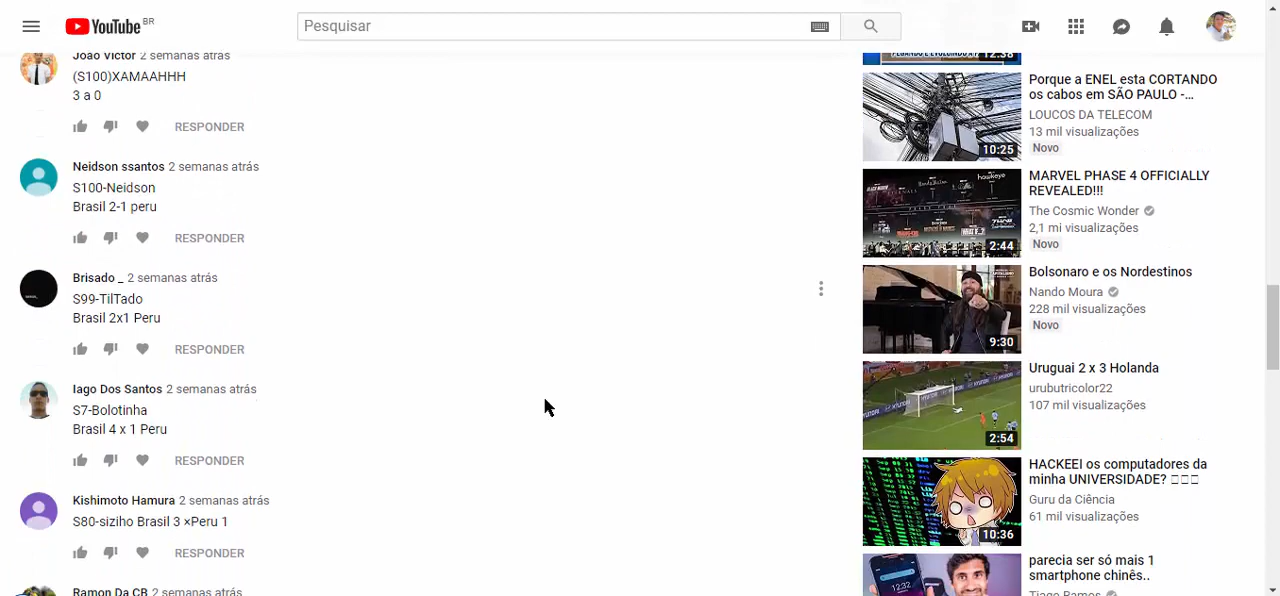 YouTube BR
Pesquisar
João Victor 2 semanas atrás
(S100)XAMAAHHH
3 a 0
RESPONDER
Neidson ssantos 2 semanas atrás
S100-Neidson
Brasil 2-1 peru
RESPONDER
Brisado _ 2 semanas atrás
S99-TilTado
Brasil 2x1 Peru
RESPONDER
Iago Dos Santos 2 semanas atrás
S7-Bolotinha
Brasil 4 x 1 Peru
RESPONDER
Kishimoto Hamura 2 semanas atrás
S80-siziho Brasil 3 ×Peru 1
RESPONDER
Ramon Da CB 2 semanas atrás
12:38
10:25
Porque a ENEL esta CORTANDO
os cabos em SÃO PAULO -...
LOUCOS DA TELECOM
13 mil visualizações
Novo
hawkeye
2:44
MARVEL PHASE 4 OFFICIALLY
REVEALED!!!
The Cosmic Wonder
2,1 mi visualizações
Novo
9:30
Bolsonaro e os Nordestinos
Nando Moura
228 mil visualizações
Novo
HYUNDAI
2:54
Uruguai 2 x 3 Holanda
urubutricolor22
107 mil visualizações
10:36
HACKEEI os computadores da
minha UNIVERSIDADE? □□□
Guru da Ciência
61 mil visualizações
12:32
parecia ser só mais 1
smartphone chinês..
Tiago Ramos